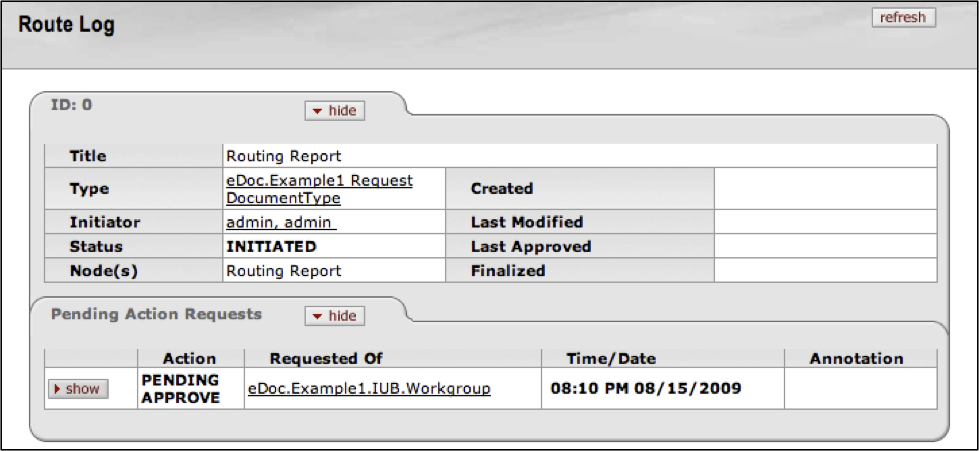 Route Log
refresh
ID: 0
hide
Title Routing Report
Type eDoc.Example1 Request DocumentType Created
Initiator admin, admin Last Modified
Status INITIATED Last Approved
Node(s) Routing Report Finalized
Pending Action Requests
hide
Action Requested Of Time/Date Annotation
show PENDING APPROVE eDoc.Example1.IUB.Workgroup 08:10 PM 08/15/2009